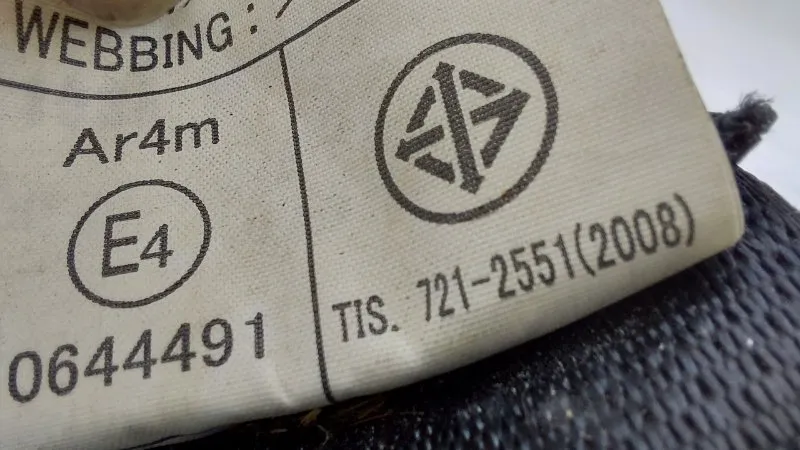 WEBBING :
Ar4m
E4
0644491
TIS. 721-2551(2008)